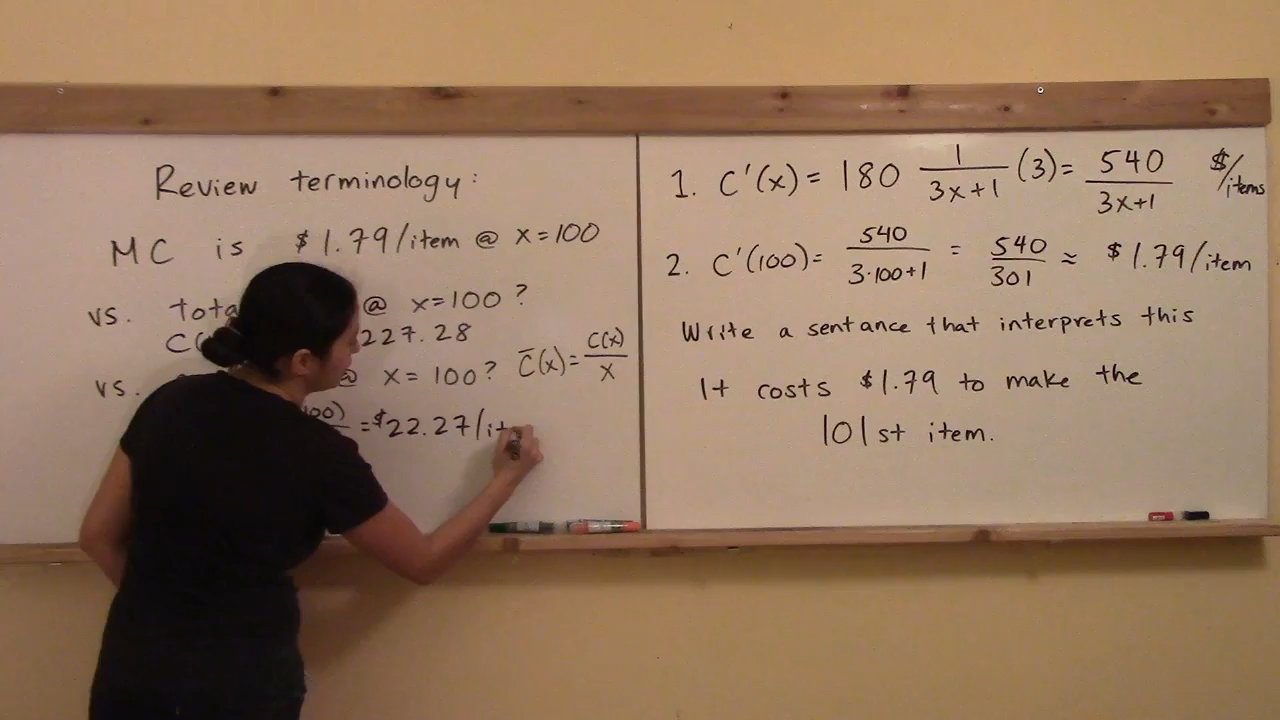 Review terminology:
MC is $1.79/item @ x=100
vs. @ x=100?
227.28
vs. @ x = 100? C̄(x)= C(x)/x
100) = $22.27/it
1. C'(x) = 180 1/(3x+1) (3) = 540/(3x+1) $/items
2. C'(100) = 540/(3·100+1) = 540/301 ≈ $1.79/item
Write a sentence that interprets this
It costs $1.79 to make the
101st item.